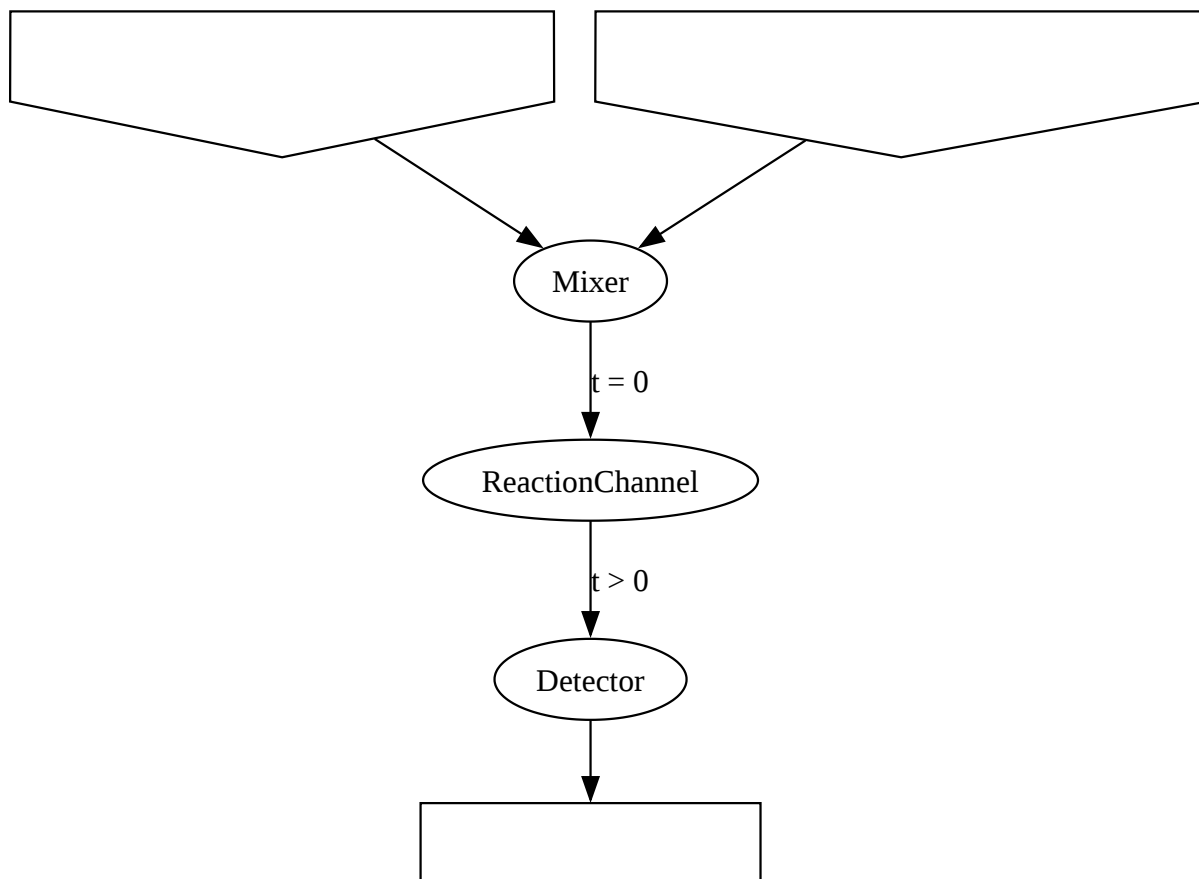 Mixer
t = 0
ReactionChannel
t > 0
Detector